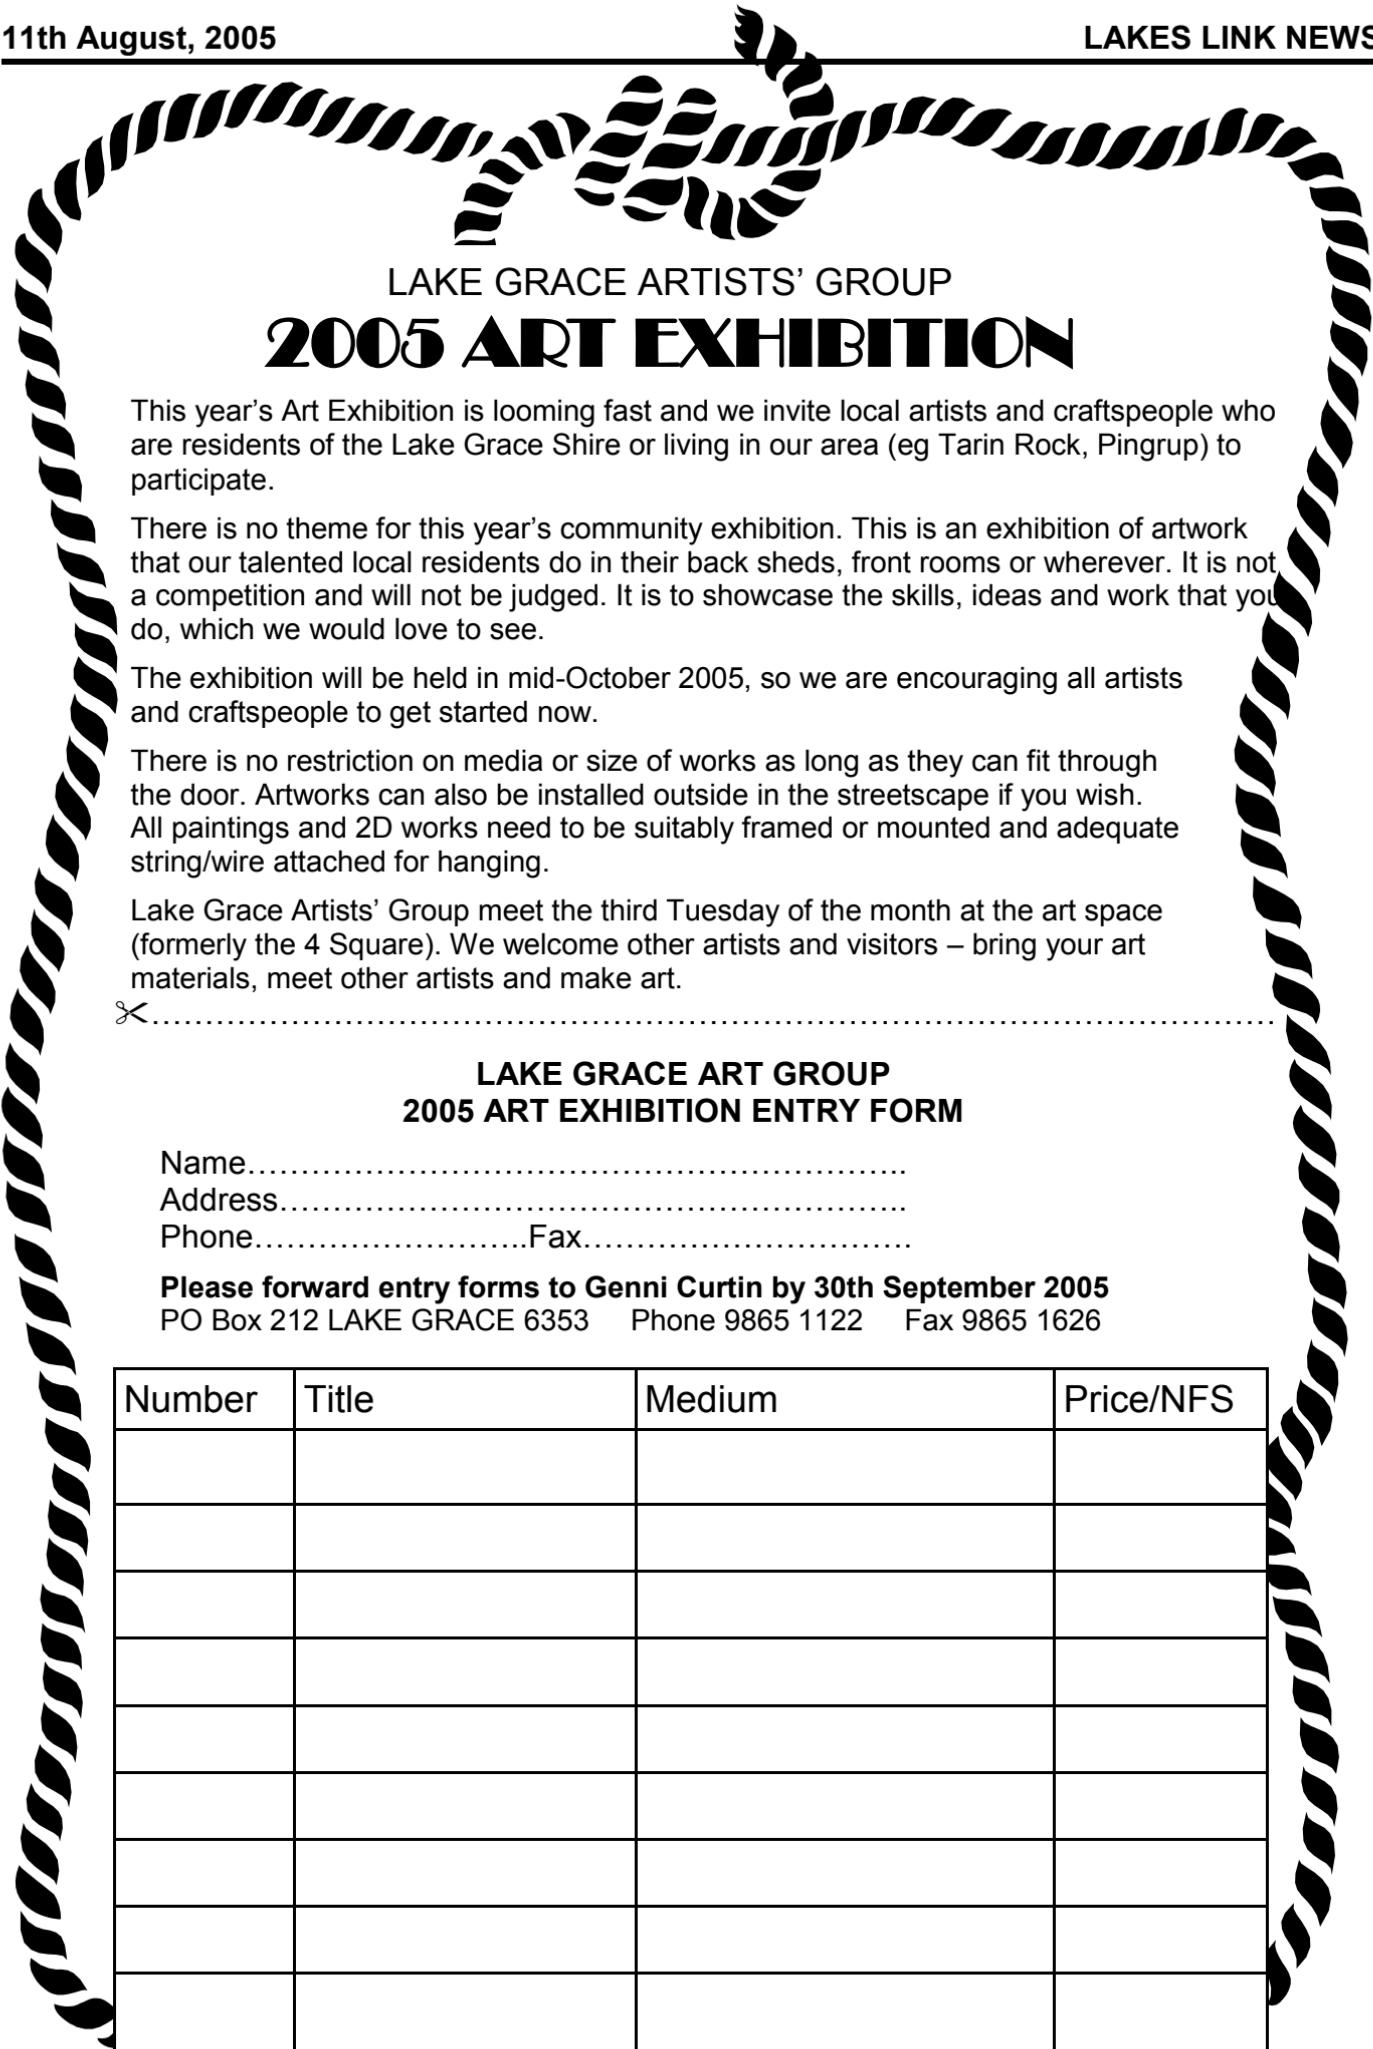 11th August, 2005 LAKES LINK NEWS
LAKE GRACE ARTISTS’ GROUP
2005 ART EXHIBITION
This year’s Art Exhibition is looming fast and we invite local artists and craftspeople who
are residents of the Lake Grace Shire or living in our area (eg Tarin Rock, Pingrup) to
participate.
There is no theme for this year’s community exhibition. This is an exhibition of artwork
that our talented local residents do in their back sheds, front rooms or wherever. It is not
a competition and will not be judged. It is to showcase the skills, ideas and work that you
do, which we would love to see.
The exhibition will be held in mid-October 2005, so we are encouraging all artists
and craftspeople to get started now.
There is no restriction on media or size of works as long as they can fit through
the door. Artworks can also be installed outside in the streetscape if you wish.
All paintings and 2D works need to be suitably framed or mounted and adequate
string/wire attached for hanging.
Lake Grace Artists’ Group meet the third Tuesday of the month at the art space
(formerly the 4 Square). We welcome other artists and visitors – bring your art
materials, meet other artists and make art.
✂……………………………………………………………………………………………
LAKE GRACE ART GROUP
2005 ART EXHIBITION ENTRY FORM
Name……………………………………………………..
Address…………………………………………………..
Phone……………………..Fax………………………….
Please forward entry forms to Genni Curtin by 30th September 2005
PO Box 212 LAKE GRACE 6353 Phone 9865 1122 Fax 9865 1626
Number Title Medium Price/NFS